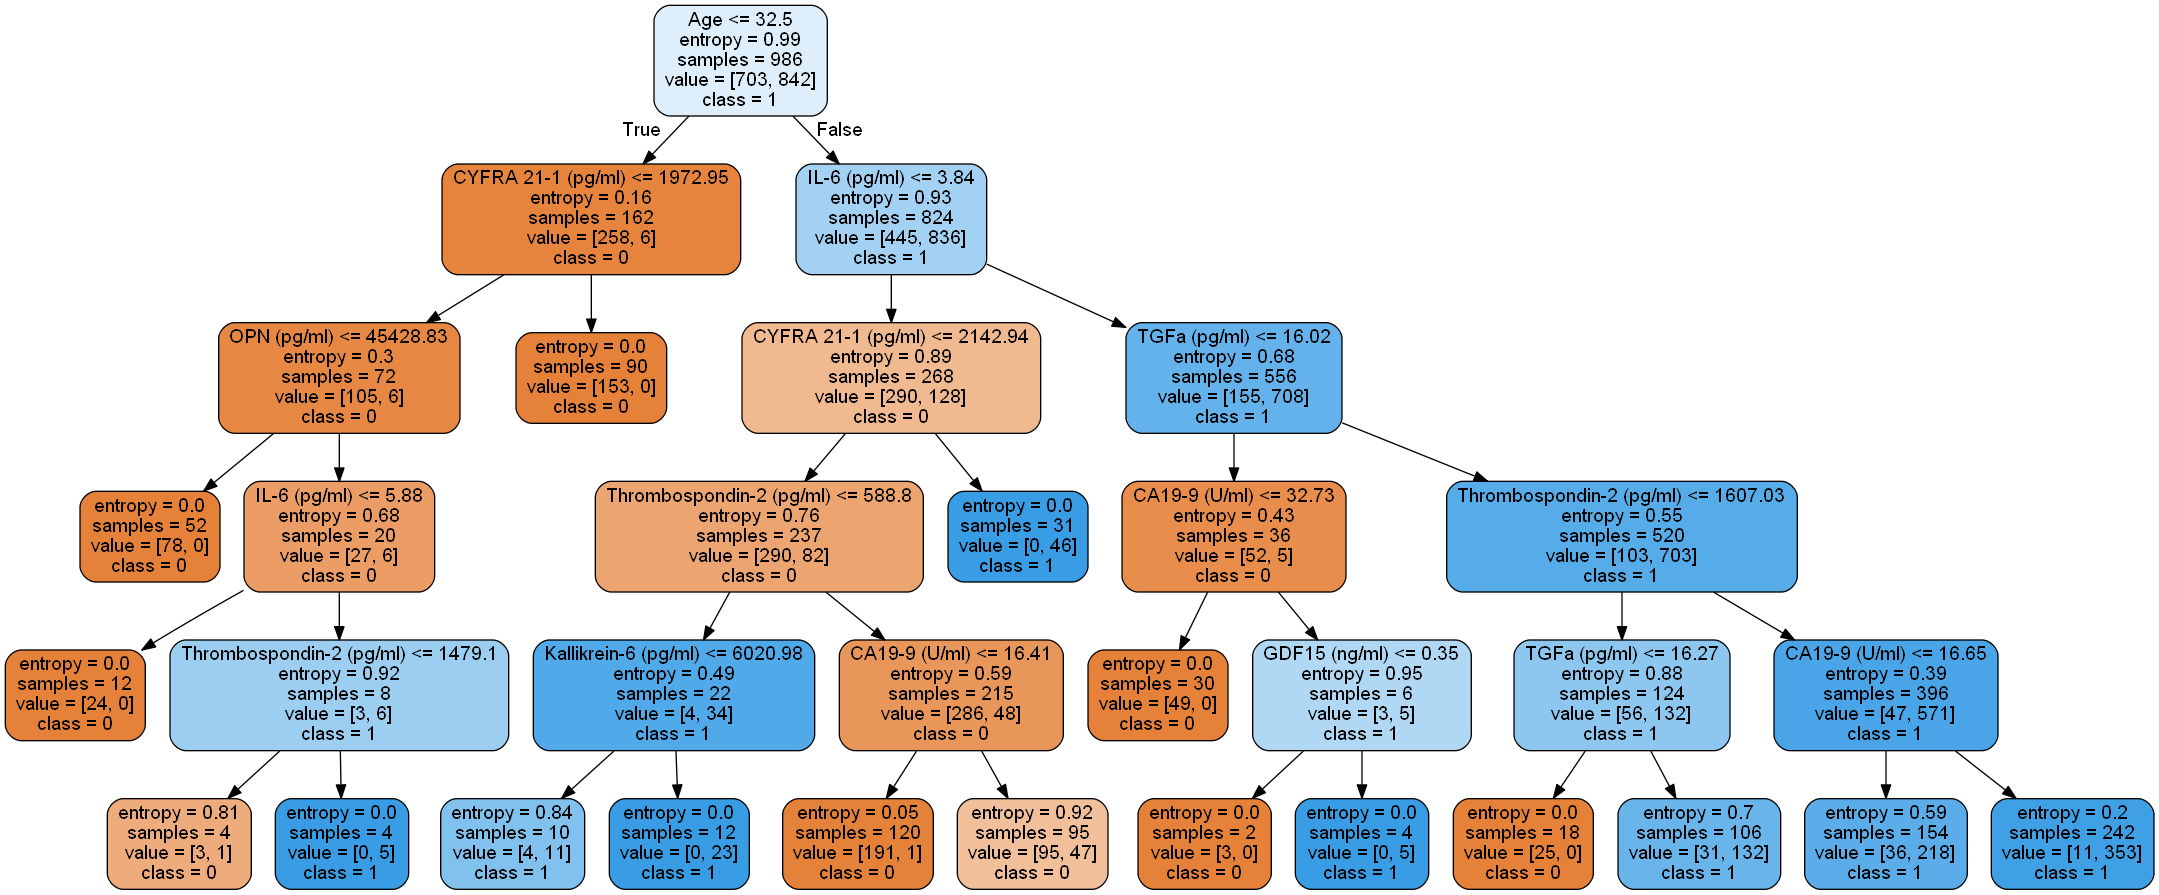 Age <= 32.5
entropy = 0.99
samples = 986
value = [703, 842]
class = 1
True
False
CYFRA 21-1 (pg/ml) <= 1972.95
entropy = 0.16
samples = 162
value = [258, 6]
class = 0
IL-6 (pg/ml) <= 3.84
entropy = 0.93
samples = 824
value = [445, 836]
class = 1
OPN (pg/ml) <= 45428.83
entropy = 0.3
samples = 72
value = [105, 6]
class = 0
entropy = 0.0
samples = 90
value = [153, 0]
class = 0
CYFRA 21-1 (pg/ml) <= 2142.94
entropy = 0.89
samples = 268
value = [290, 128]
class = 0
TGFa (pg/ml) <= 16.02
entropy = 0.68
samples = 556
value = [155, 708]
class = 1
entropy = 0.0
samples = 52
value = [78, 0]
class = 0
IL-6 (pg/ml) <= 5.88
entropy = 0.68
samples = 20
value = [27, 6]
class = 0
Thrombospondin-2 (pg/ml) <= 588.8
entropy = 0.76
samples = 237
value = [290, 82]
class = 0
entropy = 0.0
samples = 31
value = [0, 46]
class = 1
CA19-9 (U/ml) <= 32.73
entropy = 0.43
samples = 36
value = [52, 5]
class = 0
Thrombospondin-2 (pg/ml) <= 1607.03
entropy = 0.55
samples = 520
value = [103, 703]
class = 1
entropy = 0.0
samples = 12
value = [24, 0]
class = 0
Thrombospondin-2 (pg/ml) <= 1479.1
entropy = 0.92
samples = 8
value = [3, 6]
class = 1
Kallikrein-6 (pg/ml) <= 6020.98
entropy = 0.49
samples = 22
value = [4, 34]
class = 1
CA19-9 (U/ml) <= 16.41
entropy = 0.59
samples = 215
value = [286, 48]
class = 0
entropy = 0.0
samples = 30
value = [49, 0]
class = 0
GDF15 (ng/ml) <= 0.35
entropy = 0.95
samples = 6
value = [3, 5]
class = 1
TGFa (pg/ml) <= 16.27
entropy = 0.88
samples = 124
value = [56, 132]
class = 1
CA19-9 (U/ml) <= 16.65
entropy = 0.39
samples = 396
value = [47, 571]
class = 1
entropy = 0.81
samples = 4
value = [3, 1]
class = 0
entropy = 0.0
samples = 4
value = [0, 5]
class = 1
entropy = 0.84
samples = 10
value = [4, 11]
class = 1
entropy = 0.0
samples = 12
value = [0, 23]
class = 1
entropy = 0.05
samples = 120
value = [191, 1]
class = 0
entropy = 0.92
samples = 95
value = [95, 47]
class = 0
entropy = 0.0
samples = 2
value = [3, 0]
class = 0
entropy = 0.0
samples = 4
value = [0, 5]
class = 1
entropy = 0.0
samples = 18
value = [25, 0]
class = 0
entropy = 0.7
samples = 106
value = [31, 132]
class = 1
entropy = 0.59
samples = 154
value = [36, 218]
class = 1
entropy = 0.2
samples = 242
value = [11, 353]
class = 1